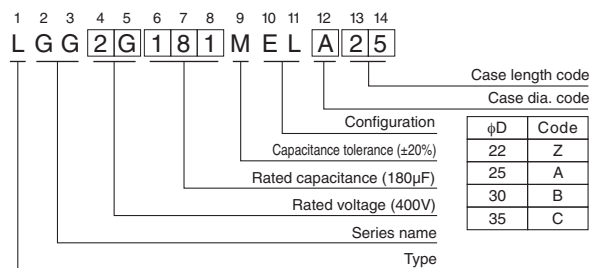 1 2 3 4 5 6 7 8 9 10 11 12 13 14
L G G 2 G 1 8 1 M E L A 2 5
Case length code
Case dia. code
Configuration
Capacitance tolerance (±20%)
Rated capacitance (180µF)
Rated voltage (400V)
Series name
Type
φD Code
22 Z
25 A
30 B
35 C